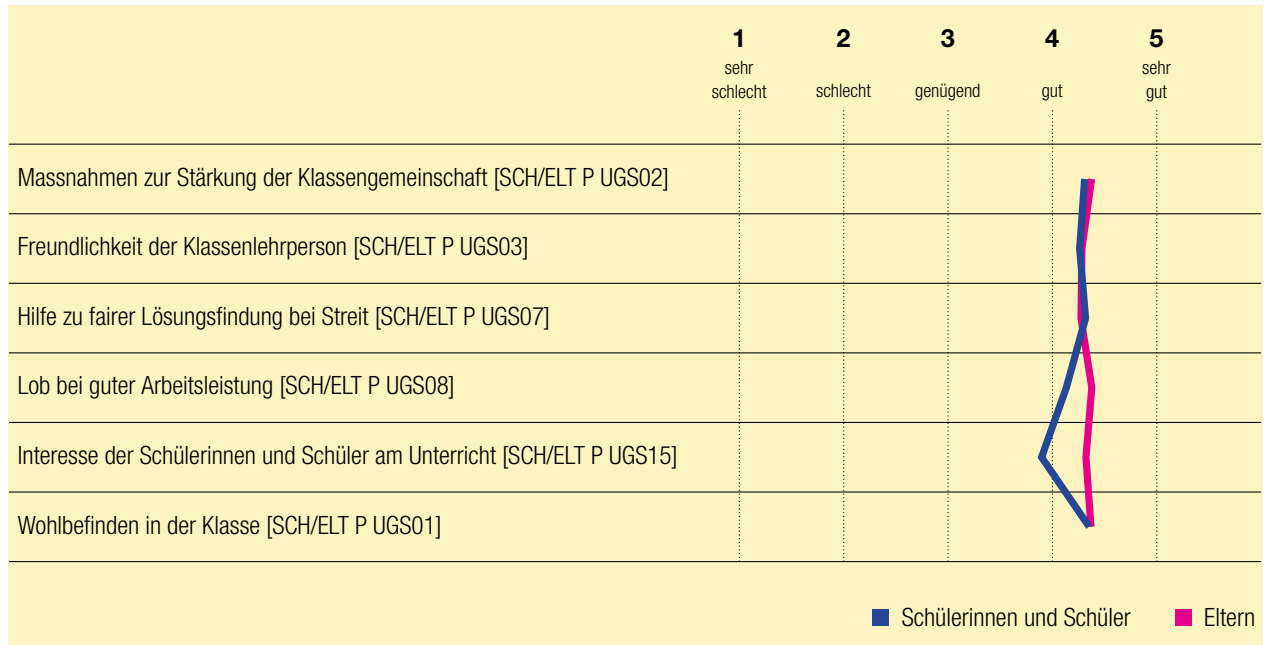 1 2 3 4 5
sehr schlecht schlecht genügend gut sehr gut
Massnahmen zur Stärkung der Klassengemeinschaft [SCH/ELT P UGS02]
Freundlichkeit der Klassenlehrperson [SCH/ELT P UGS03]
Hilfe zu fairer Lösungsfindung bei Streit [SCH/ELT P UGS07]
Lob bei guter Arbeitsleistung [SCH/ELT P UGS08]
Interesse der Schülerinnen und Schüler am Unterricht [SCH/ELT P UGS15]
Wohlbefinden in der Klasse [SCH/ELT P UGS01]
Schülerinnen und Schüler Eltern